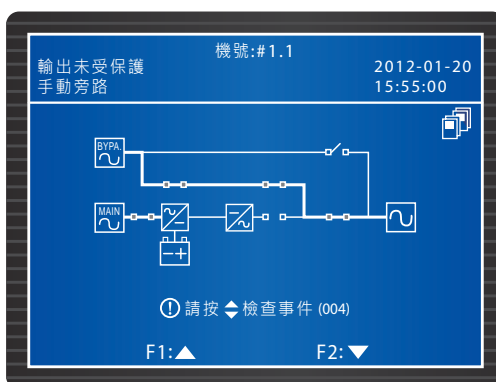 機號:#1.1
輸出未受保護
手動旁路
2012-01-20
15:55:00
BYPA.
MAIN
請按 檢查事件 (004)
F1:
F2: